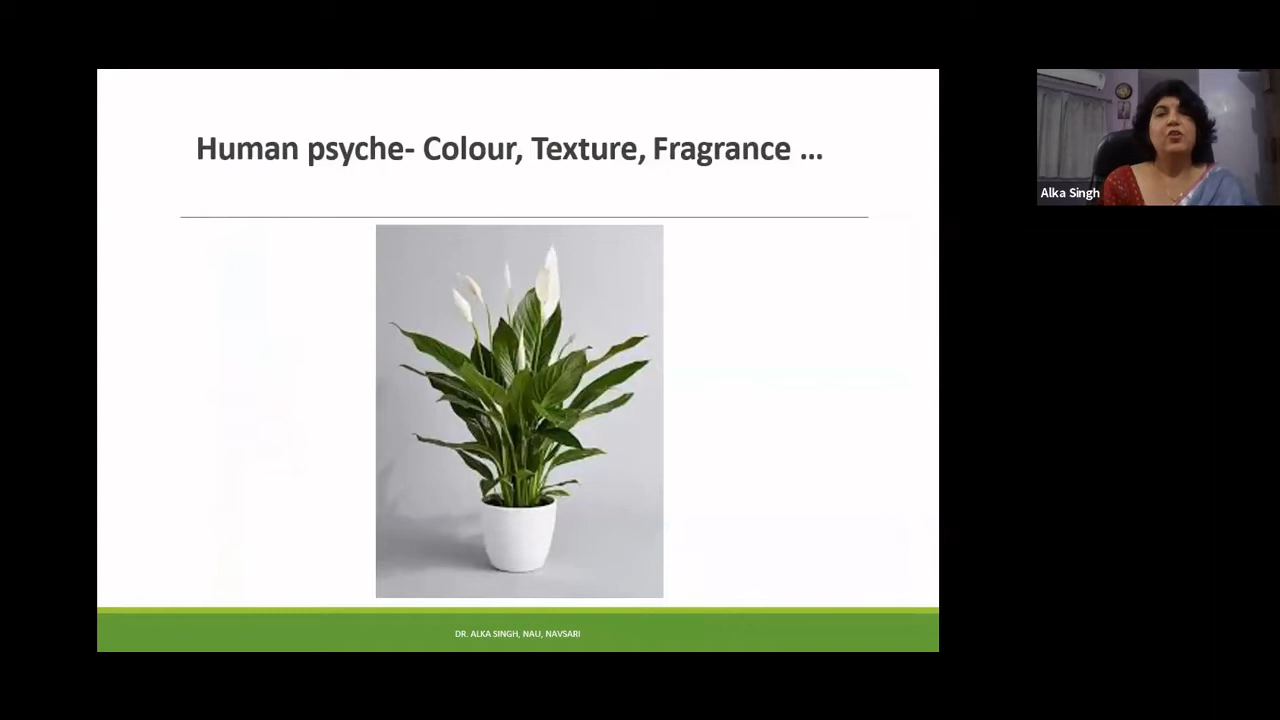 Human psyche- Colour, Texture, Fragrance ...
Alka Singh
DR. ALKA SINGH, NAU, NAVSARI